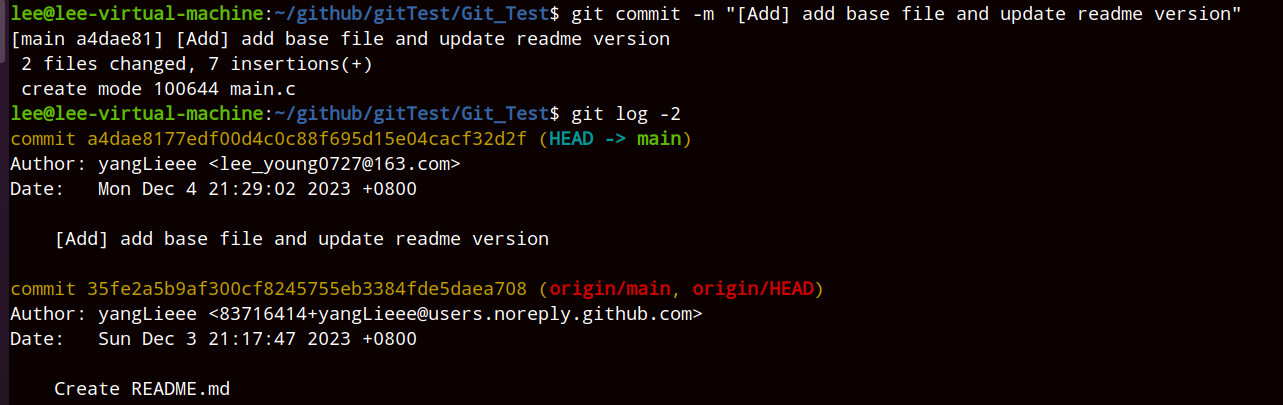 lee@lee-virtual-machine:~/github/gitTest/Git_Test$ git commit -m "[Add] add base file and update readme version"
[main a4dae81] [Add] add base file and update readme version
 2 files changed, 7 insertions(+)
 create mode 100644 main.c
lee@lee-virtual-machine:~/github/gitTest/Git_Test$ git log -2
commit a4dae8177edf00d4c0c88f695d15e04cacf32d2f (HEAD -> main)
Author: yangLieee <lee_young0727@163.com>
Date:   Mon Dec 4 21:29:02 2023 +0800

    [Add] add base file and update readme version

commit 35fe2a5b9af300cf8245755eb3384fde5daea708 (origin/main, origin/HEAD)
Author: yangLieee <83716414+yangLieee@users.noreply.github.com>
Date:   Sun Dec 3 21:17:47 2023 +0800

    Create README.md